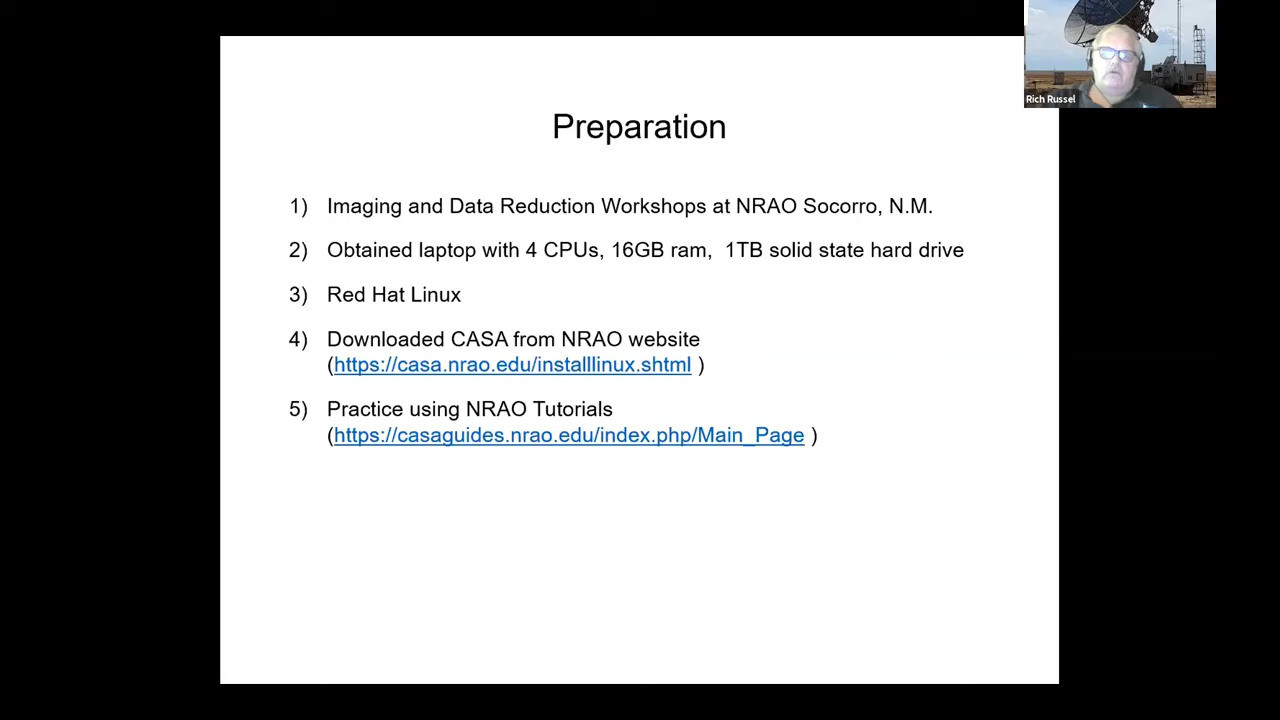 Rich Russel
Preparation
1) Imaging and Data Reduction Workshops at NRAO Socorro, N.M.
2) Obtained laptop with 4 CPUs, 16GB ram, 1TB solid state hard drive
3) Red Hat Linux
4) Downloaded CASA from NRAO website
(https://casa.nrao.edu/installlinux.shtml )
5) Practice using NRAO Tutorials
(https://casaguides.nrao.edu/index.php/Main_Page )